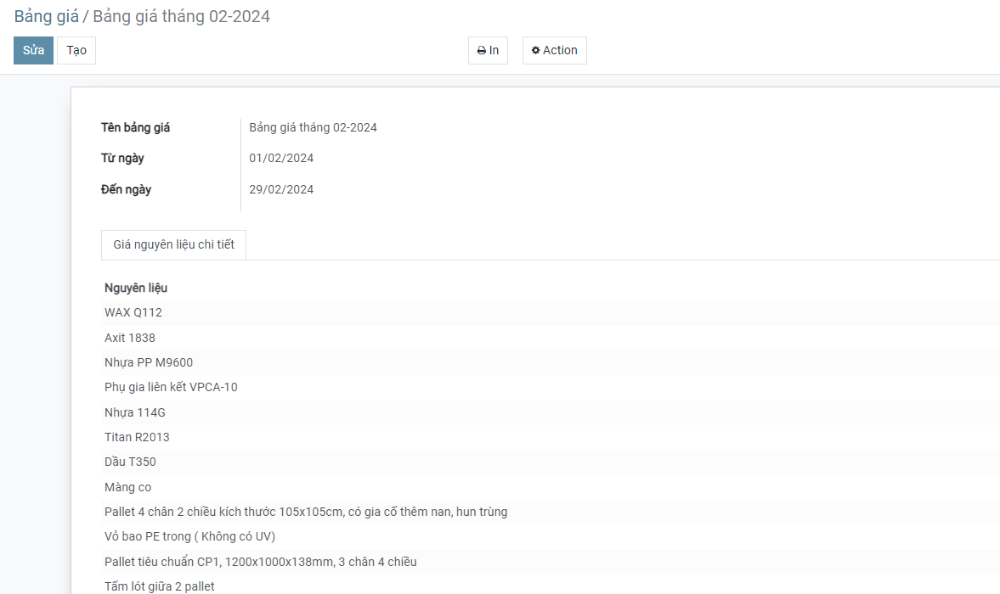 Bảng giá / Bảng giá tháng 02-2024
Sửa Tạo In Action
Tên bảng giá Bảng giá tháng 02-2024
Từ ngày 01/02/2024
Đến ngày 29/02/2024
Giá nguyên liệu chi tiết
Nguyên liệu
WAX Q112
Axit 1838
Nhựa PP M9600
Phụ gia liên kết VPCA-10
Nhựa 114G
Titan R2013
Dầu T350
Màng co
Pallet 4 chân 2 chiều kích thước 105x105cm, có gia cố thêm nan, hun trùng
Vỏ bao PE trong ( Không có UV)
Pallet tiêu chuẩn CP1, 1200x1000x138mm, 3 chân 4 chiều
Tấm lót giữa 2 pallet